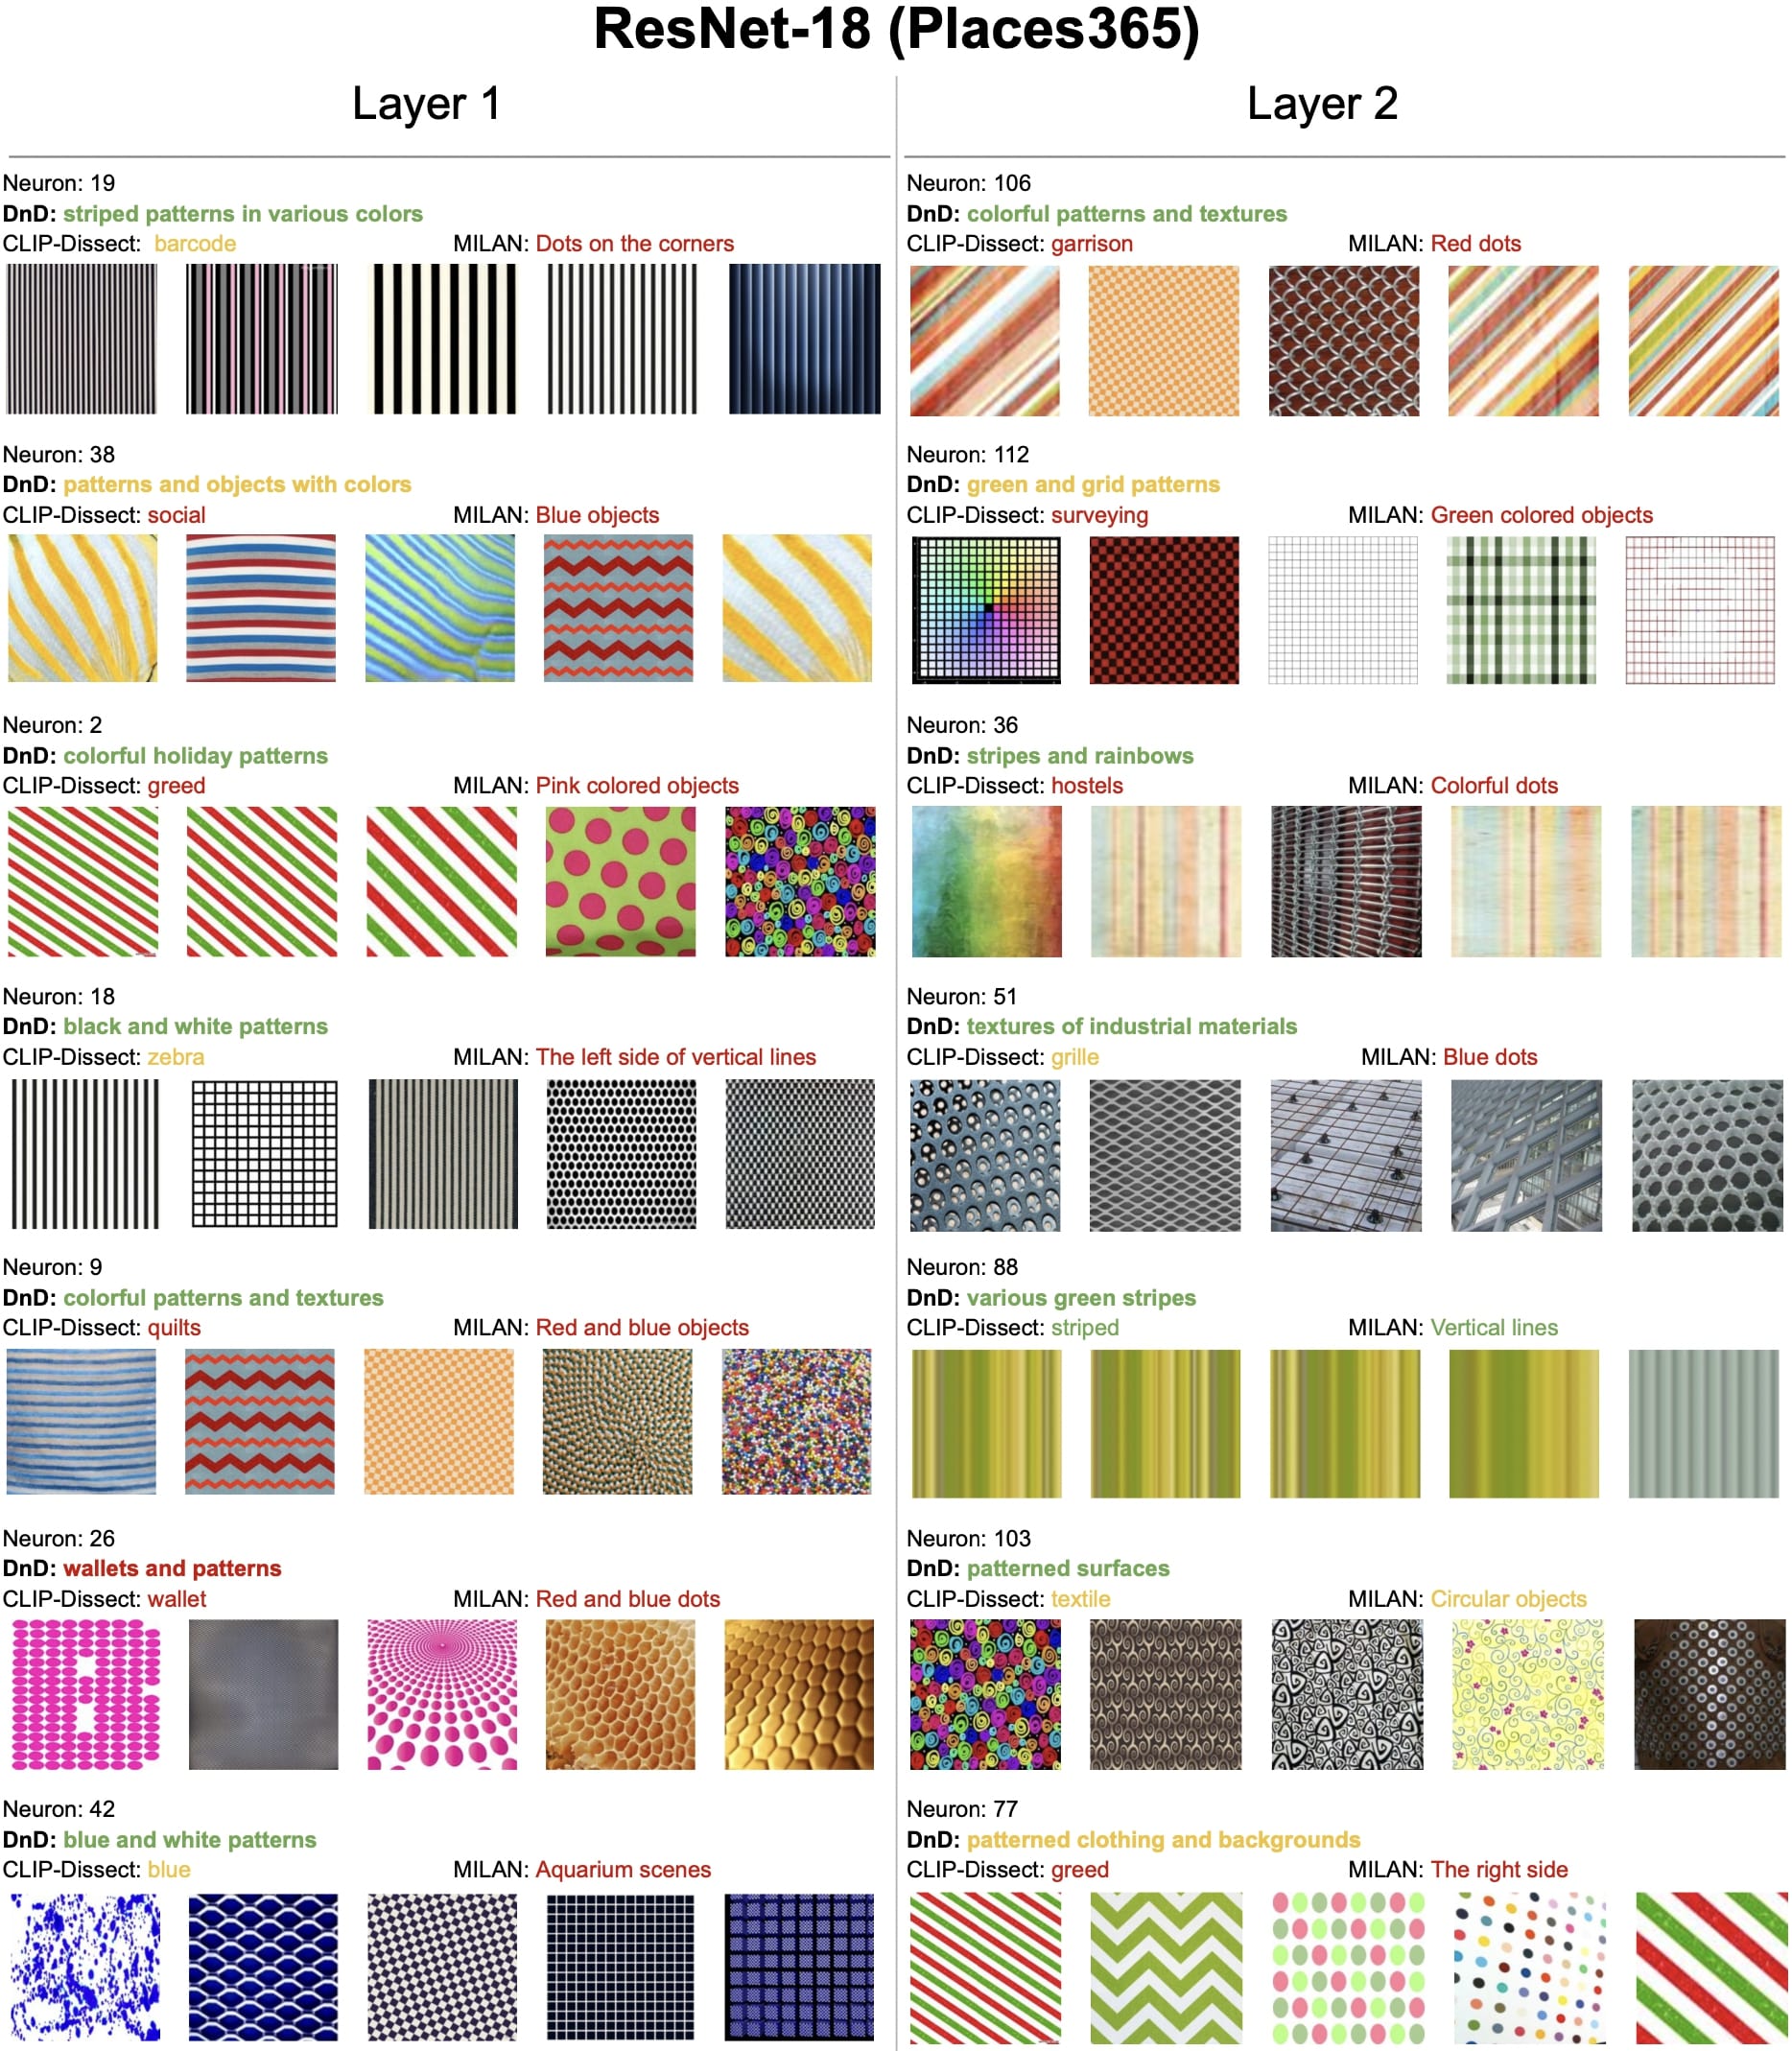 ResNet-18 (Places365)
Layer 1
Neuron: 19
DnD: striped patterns in various colors
CLIP-Dissect: barcode MILAN: Dots on the corners
Neuron: 38
DnD: patterns and objects with colors
CLIP-Dissect: social MILAN: Blue objects
Neuron: 2
DnD: colorful holiday patterns
CLIP-Dissect: greed MILAN: Pink colored objects
Neuron: 18
DnD: black and white patterns
CLIP-Dissect: zebra MILAN: The left side of vertical lines
Neuron: 9
DnD: colorful patterns and textures
CLIP-Dissect: quilts MILAN: Red and blue objects
Neuron: 26
DnD: wallets and patterns
CLIP-Dissect: wallet MILAN: Red and blue dots
Neuron: 42
DnD: blue and white patterns
CLIP-Dissect: blue MILAN: Aquarium scenes
Layer 2
Neuron: 106
DnD: colorful patterns and textures
CLIP-Dissect: garrison MILAN: Red dots
Neuron: 112
DnD: green and grid patterns
CLIP-Dissect: surveying MILAN: Green colored objects
Neuron: 36
DnD: stripes and rainbows
CLIP-Dissect: hostels MILAN: Colorful dots
Neuron: 51
DnD: textures of industrial materials
CLIP-Dissect: grille MILAN: Blue dots
Neuron: 88
DnD: various green stripes
CLIP-Dissect: striped MILAN: Vertical lines
Neuron: 103
DnD: patterned surfaces
CLIP-Dissect: textile MILAN: Circular objects
Neuron: 77
DnD: patterned clothing and backgrounds
CLIP-Dissect: greed MILAN: The right side